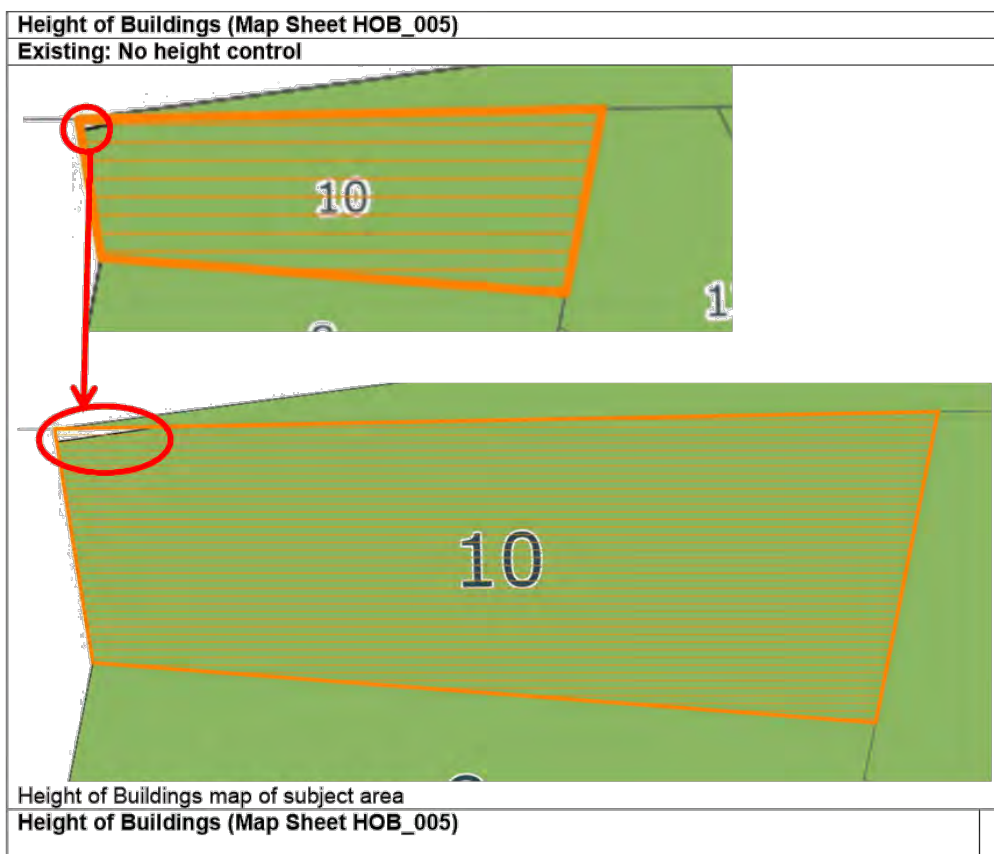 Height of Buildings (Map Sheet HOB_005)
Existing: No height control
10
10
Height of Buildings map of subject area
Height of Buildings (Map Sheet HOB_005)